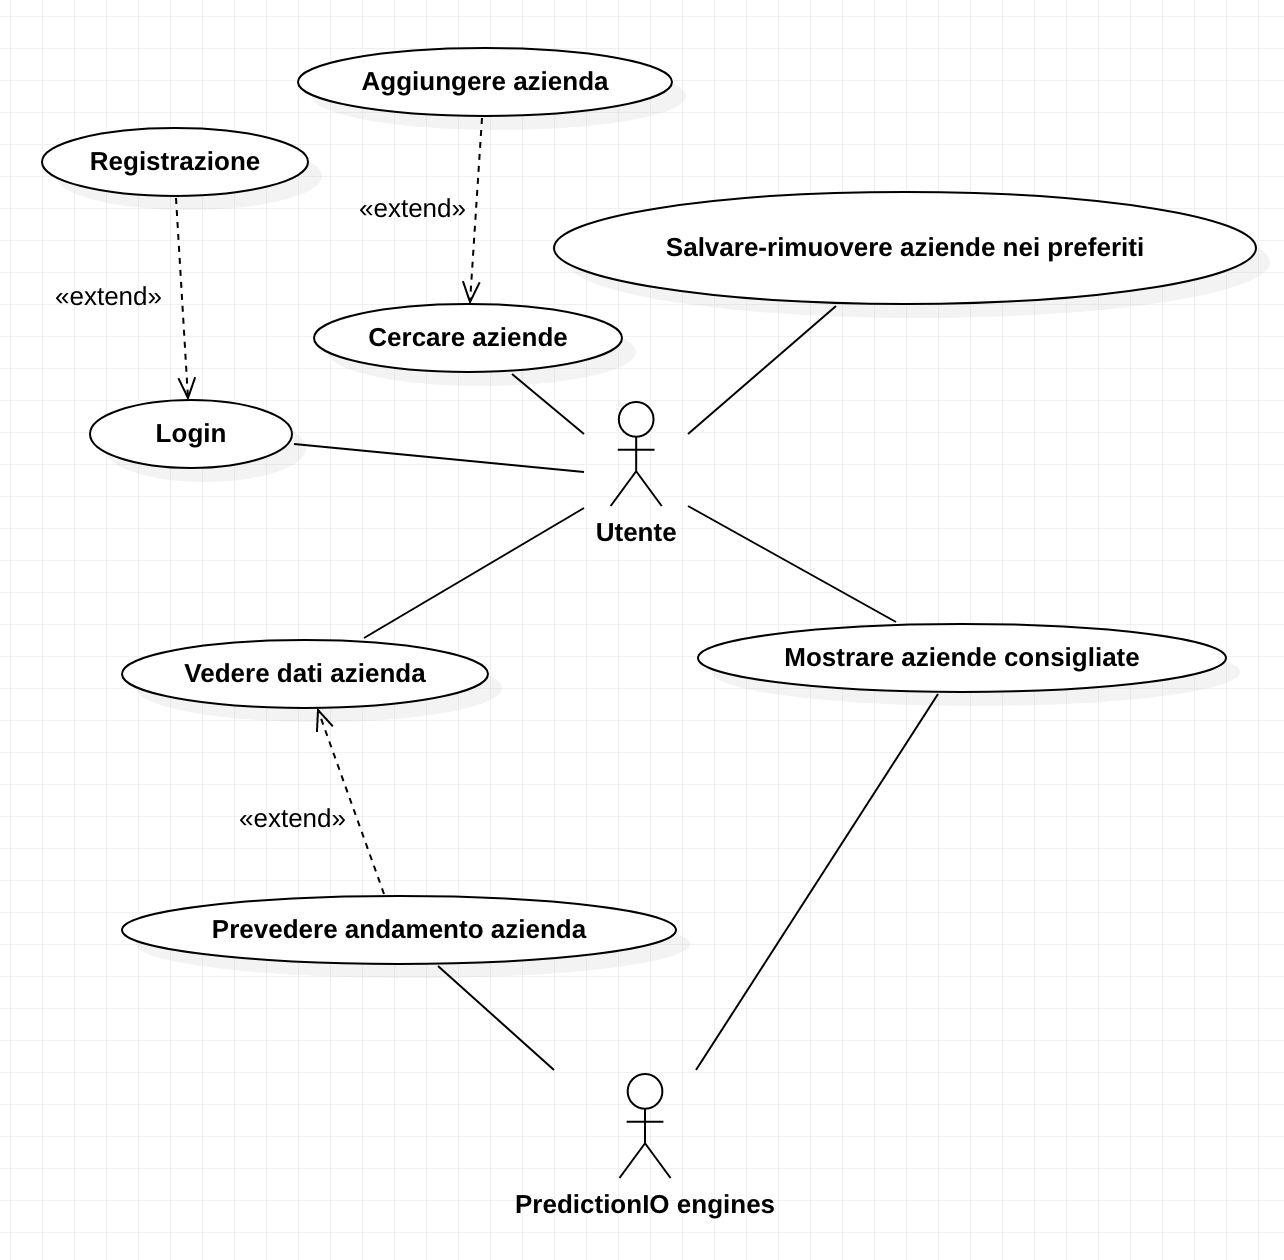 Aggiungere azienda
Registrazione
«extend»
Salvare-rimuovere aziende nei preferiti
«extend»
Cercare aziende
Login
Utente
Vedere dati azienda
Mostrare aziende consigliate
«extend»
Prevedere andamento azienda
PredictionIO engines